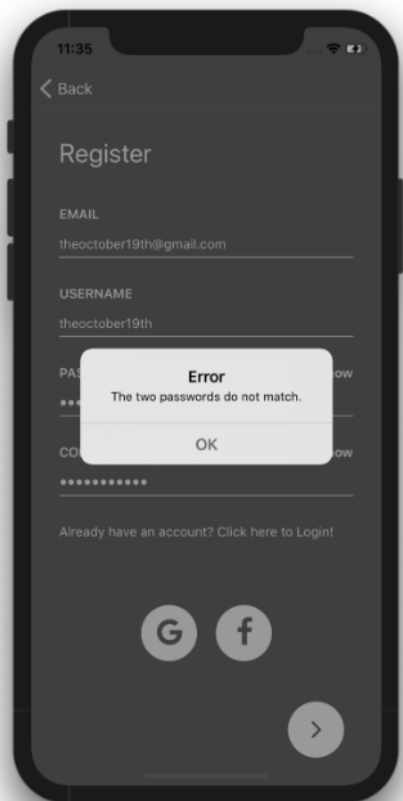 11:35
Back
Register
EMAIL
theoctober19th@gmail.com
USERNAME
theoctober19th
Error
The two passwords do not match.
OK
Already have an account? Click here to Login!
G f